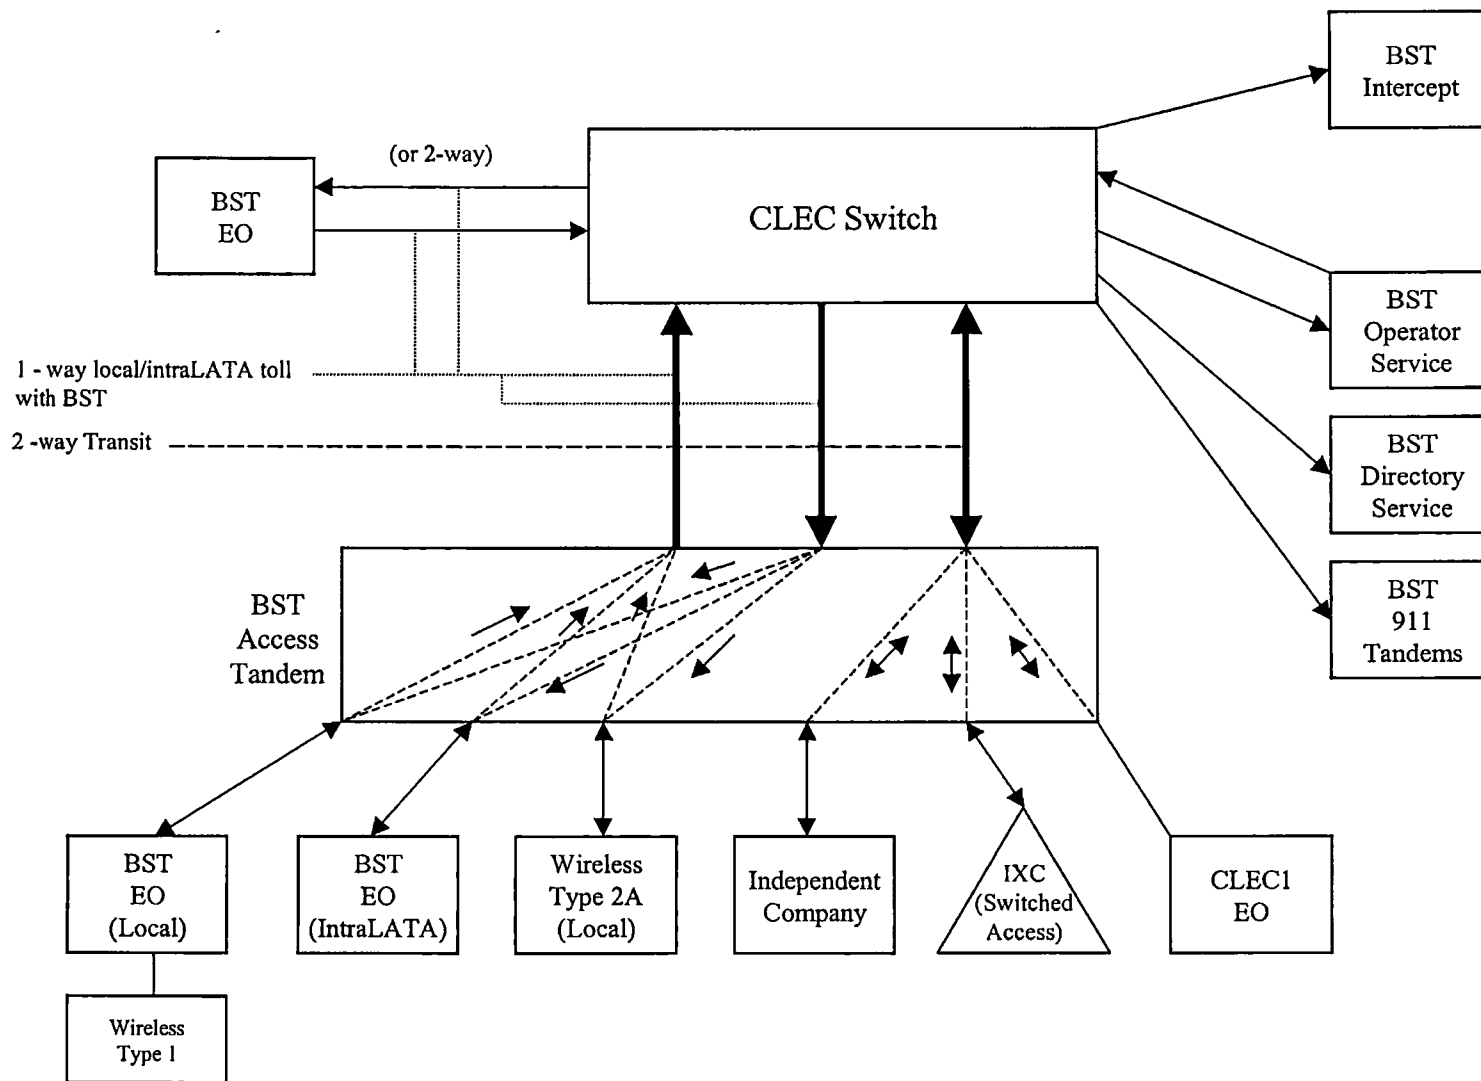 BST
Intercept
(or 2-way)
BST
EO
CLEC Switch
BST
Operator
Service
1 - way local/intraLATA toll
with BST
2 -way Transit
BST
Directory
Service
BST
Access
Tandem
BST
911
Tandems
BST
EO
(Local)
BST
EO
(IntraLATA)
Wireless
Type 2A
(Local)
Independent
Company
IXC
(Switched
Access)
CLEC1
EO
Wireless
Type 1